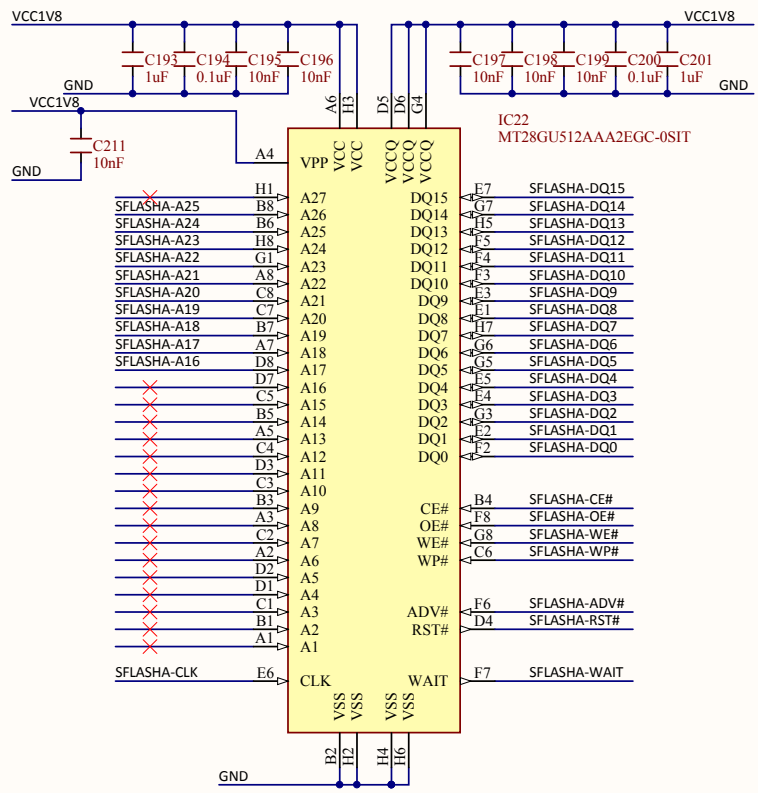 VCC1V8 VCC1V8
C193 C194 C195 C196 C197 C198 C199 C200 C201
1uF 0.1uF 10nF 10nF 10nF 10nF 10nF 0.1uF 1uF
GND GND
VCC1V8
A6 H3 D5 D6 G4
C211
10nF
GND
IC22
MT28GU512AAA2EGC-0SIT
A4 VPP VCC VCC VCCQ VCCQ VCCQ
H1 A27 DQ15 E7 SFLASHA-DQ15
SFLASHA-A25 B8 A26 DQ14 G7 SFLASHA-DQ14
SFLASHA-A24 B6 A25 DQ13 H5 SFLASHA-DQ13
SFLASHA-A23 H8 A24 DQ12 F5 SFLASHA-DQ12
SFLASHA-A22 G1 A23 DQ11 F4 SFLASHA-DQ11
SFLASHA-A21 A8 A22 DQ10 F3 SFLASHA-DQ10
SFLASHA-A20 C8 A21 DQ9 E3 SFLASHA-DQ9
SFLASHA-A19 C7 A20 DQ8 E1 SFLASHA-DQ8
SFLASHA-A18 B7 A19 DQ7 H7 SFLASHA-DQ7
SFLASHA-A17 A7 A18 DQ6 G6 SFLASHA-DQ6
SFLASHA-A16 D8 A17 DQ5 G5 SFLASHA-DQ5
D7 A16 DQ4 E5 SFLASHA-DQ4
C5 A15 DQ3 E4 SFLASHA-DQ3
B5 A14 DQ2 G3 SFLASHA-DQ2
A5 A13 DQ1 E2 SFLASHA-DQ1
C4 A12 DQ0 F2 SFLASHA-DQ0
D3 A11
C3 A10
B3 A9 CE# B4 SFLASHA-CE#
A3 A8 OE# F8 SFLASHA-OE#
C2 A7 WE# G8 SFLASHA-WE#
A2 A6 WP# C6 SFLASHA-WP#
D2 A5
D1 A4
C1 A3 ADV# F6 SFLASHA-ADV#
B1 A2 RST# D4 SFLASHA-RST#
A1 A1
SFLASHA-CLK E6 CLK WAIT F7 SFLASHA-WAIT
VSS VSS VSS VSS
B2 H2 H4 H6
GND